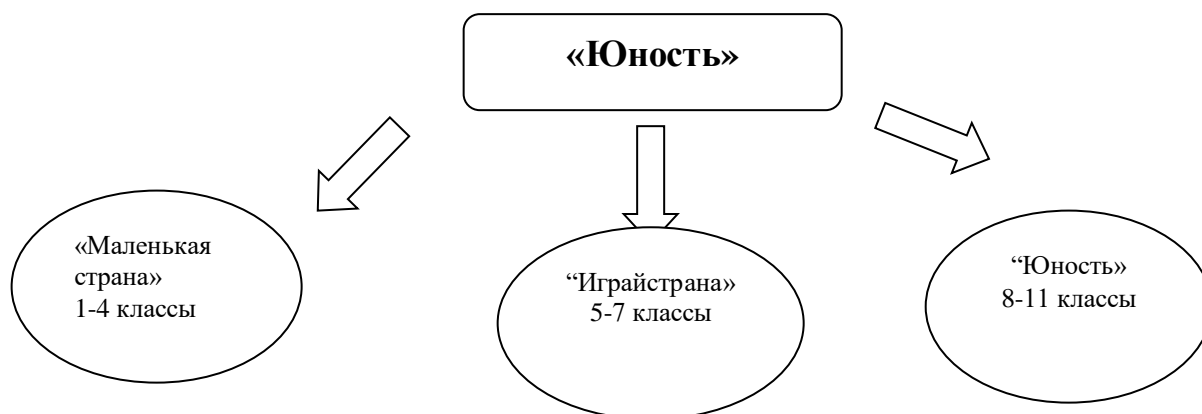 «Юность»
«Маленькая
страна»
1-4 классы
“Играйстрана»
5-7 классы
“Юность»
8-11 классы